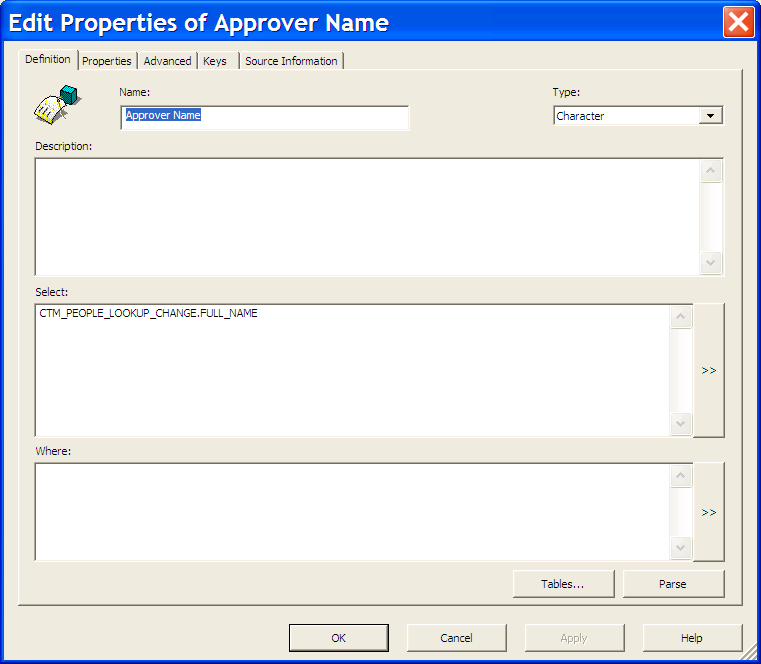 Edit Properties of Approver Name
Definition Properties Advanced Keys Source Information
Name: Type:
Approver Name Character
Description:
Select:
CTM_PEOPLE_LOOKUP_CHANGE.FULL_NAME
>>
Where:
>>
Tables... Parse
OK Cancel Apply Help